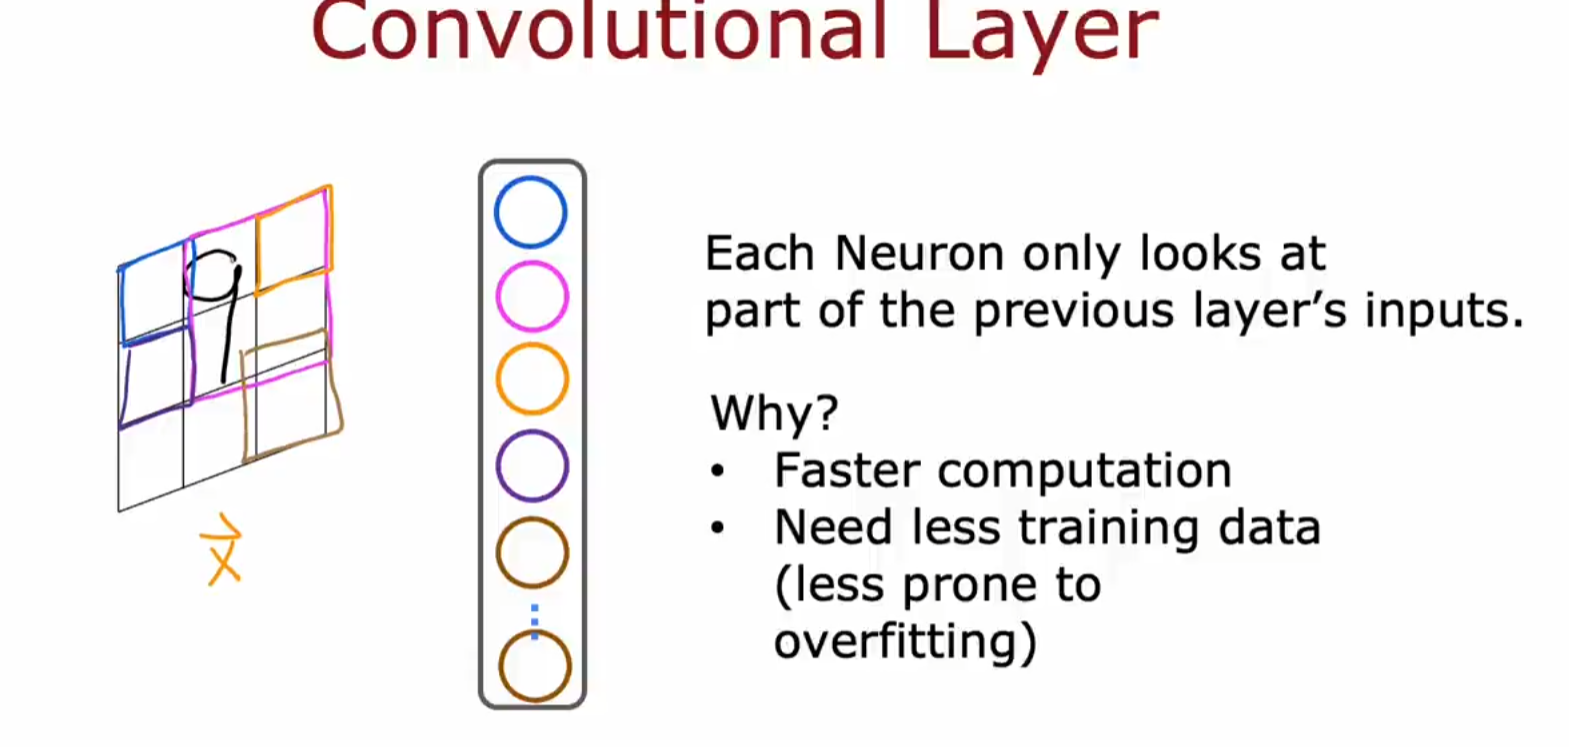 Convolutional Layer
9
x⃗
Each Neuron only looks at
part of the previous layer’s inputs.
Why?
• Faster computation
• Need less training data
(less prone to
overfitting)